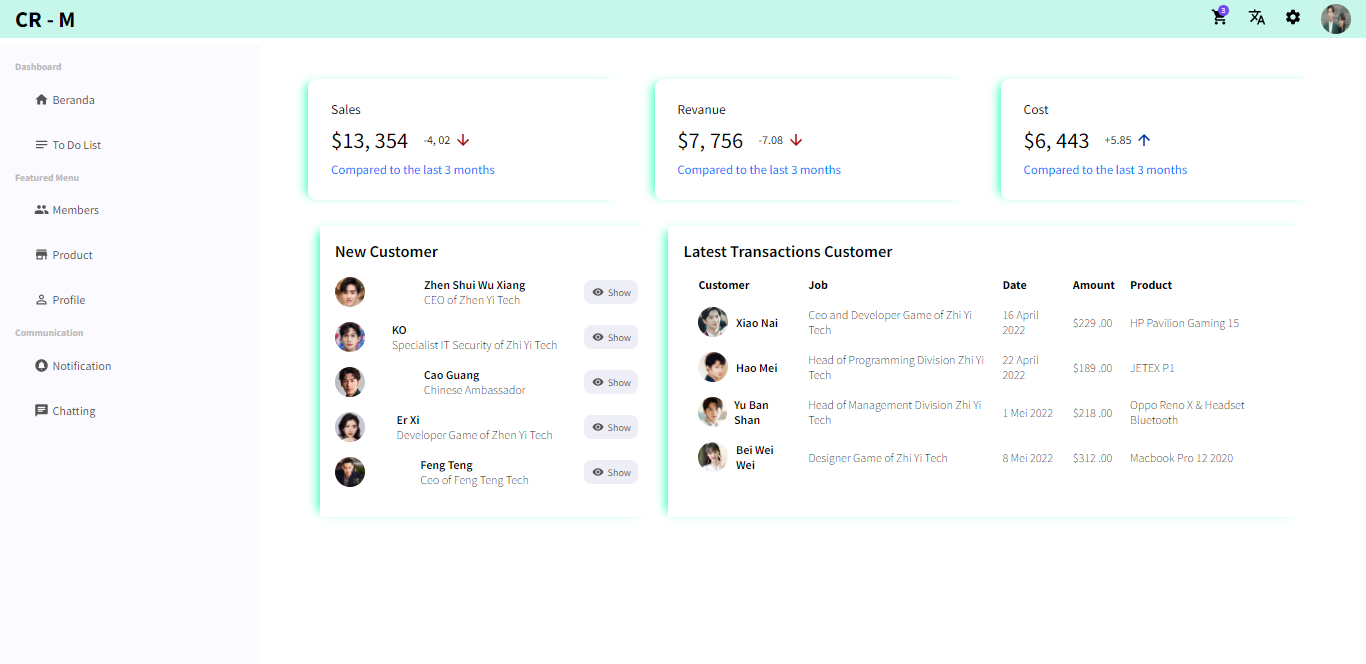 CR - M
3
Dashboard
Beranda
To Do List
Featured Menu
Members
Product
Profile
Communication
Notification
Chatting
Sales
$13, 354 -4, 02
Compared to the last 3 months
Revanue
$7, 756 -7.08
Compared to the last 3 months
Cost
$6, 443 +5.85
Compared to the last 3 months
New Customer
Zhen Shui Wu Xiang
CEO of Zhen Yi Tech
Show
KO
Specialist IT Security of Zhi Yi Tech
Show
Cao Guang
Chinese Ambassador
Show
Er Xi
Developer Game of Zhen Yi Tech
Show
Feng Teng
Ceo of Feng Teng Tech
Show
Latest Transactions Customer
Customer Job Date Amount Product
Xiao Nai
Ceo and Developer Game of Zhi Yi
Tech
16 April
2022
$229 .00
HP Pavilion Gaming 15
Hao Mei
Head of Programming Division Zhi Yi
Tech
22 April
2022
$189 .00
JETEX P1
Yu Ban
Shan
Head of Management Division Zhi Yi
Tech
1 Mei 2022
$218 .00
Oppo Reno X & Headset
Bluetooth
Bei Wei
Wei
Designer Game of Zhi Yi Tech
8 Mei 2022
$312 .00
Macbook Pro 12 2020